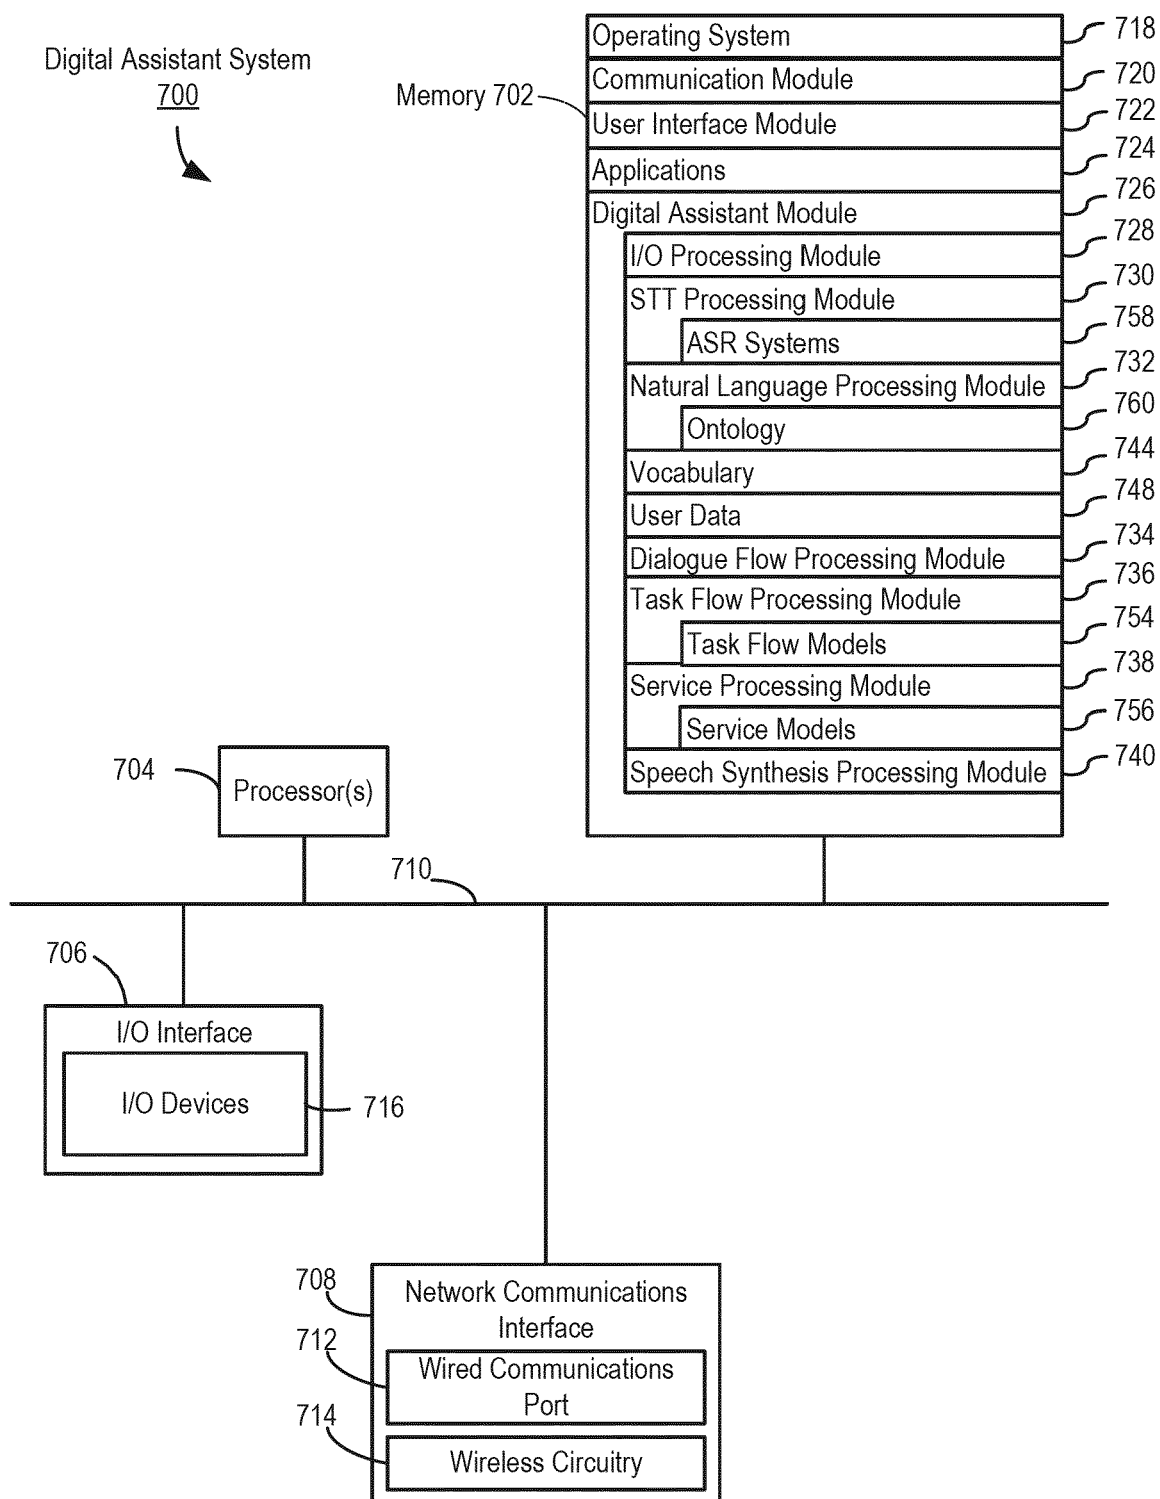 Digital Assistant System
700
Memory 702
Operating System 718
Communication Module 720
User Interface Module 722
Applications 724
Digital Assistant Module 726
I/O Processing Module 728
STT Processing Module 730
ASR Systems 758
Natural Language Processing Module 732
Ontology 760
Vocabulary 744
User Data 748
Dialogue Flow Processing Module 734
Task Flow Processing Module 736
Task Flow Models 754
Service Processing Module 738
Service Models 756
Speech Synthesis Processing Module 740
704
Processor(s)
710
706
I/O Interface
I/O Devices 716
708
Network Communications
Interface
712
Wired Communications
Port
714
Wireless Circuitry